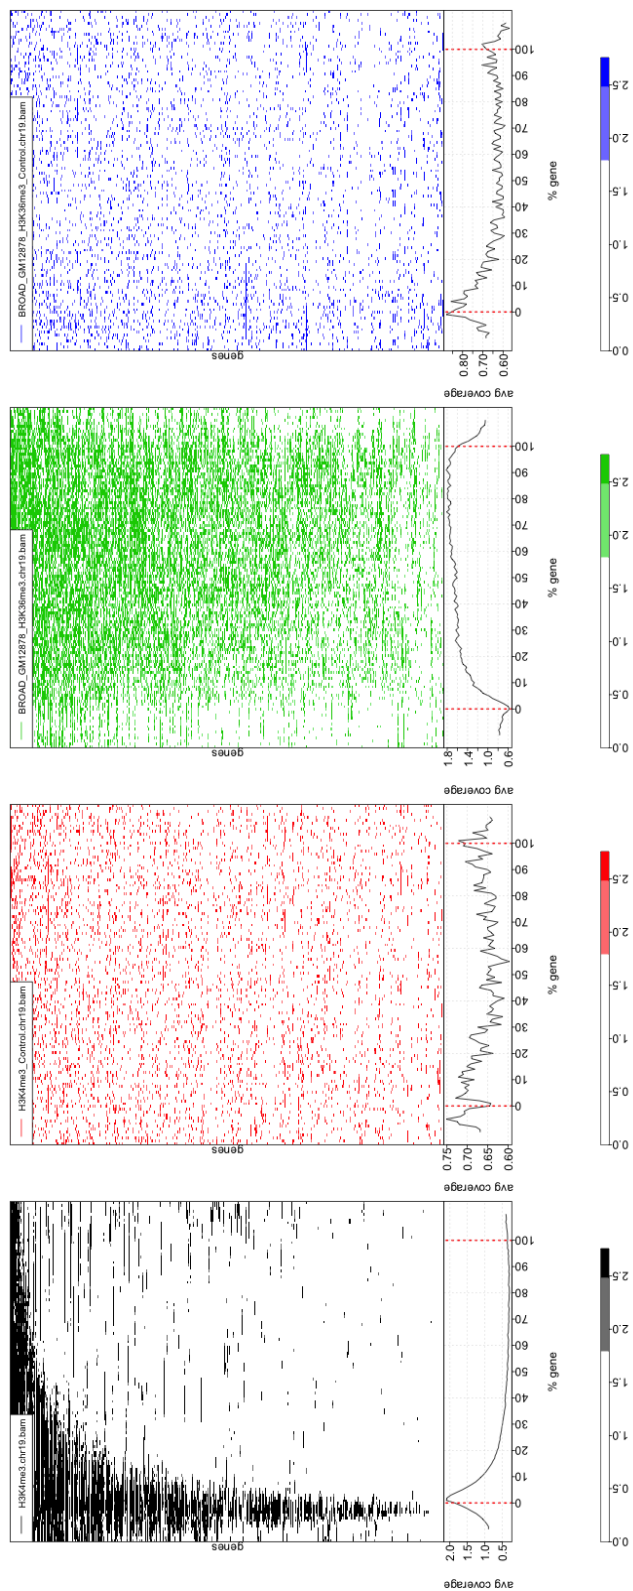 H3K4me3.chr19.bam
genes
avg coverage
2.0
1.5
1.0
0.5
0 10 20 30 40 50 60 70 80 90 100
% gene
0.0 0.5 1.0 1.5 2.0 2.5
H3K4me3_Control.chr19.bam
genes
avg coverage
0.75
0.70
0.65
0.60
0 10 20 30 40 50 60 70 80 90 100
% gene
0.0 0.5 1.0 1.5 2.0 2.5
BROAD_GM12878_H3K36me3.chr19.bam
genes
avg coverage
1.8
1.4
1.0
0.6
0 10 20 30 40 50 60 70 80 90 100
% gene
0.0 0.5 1.0 1.5 2.0 2.5
BROAD_GM12878_H3K36me3_Control.chr19.bam
genes
avg coverage
0.80
0.70
0.60
0 10 20 30 40 50 60 70 80 90 100
% gene
0.0 0.5 1.0 1.5 2.0 2.5